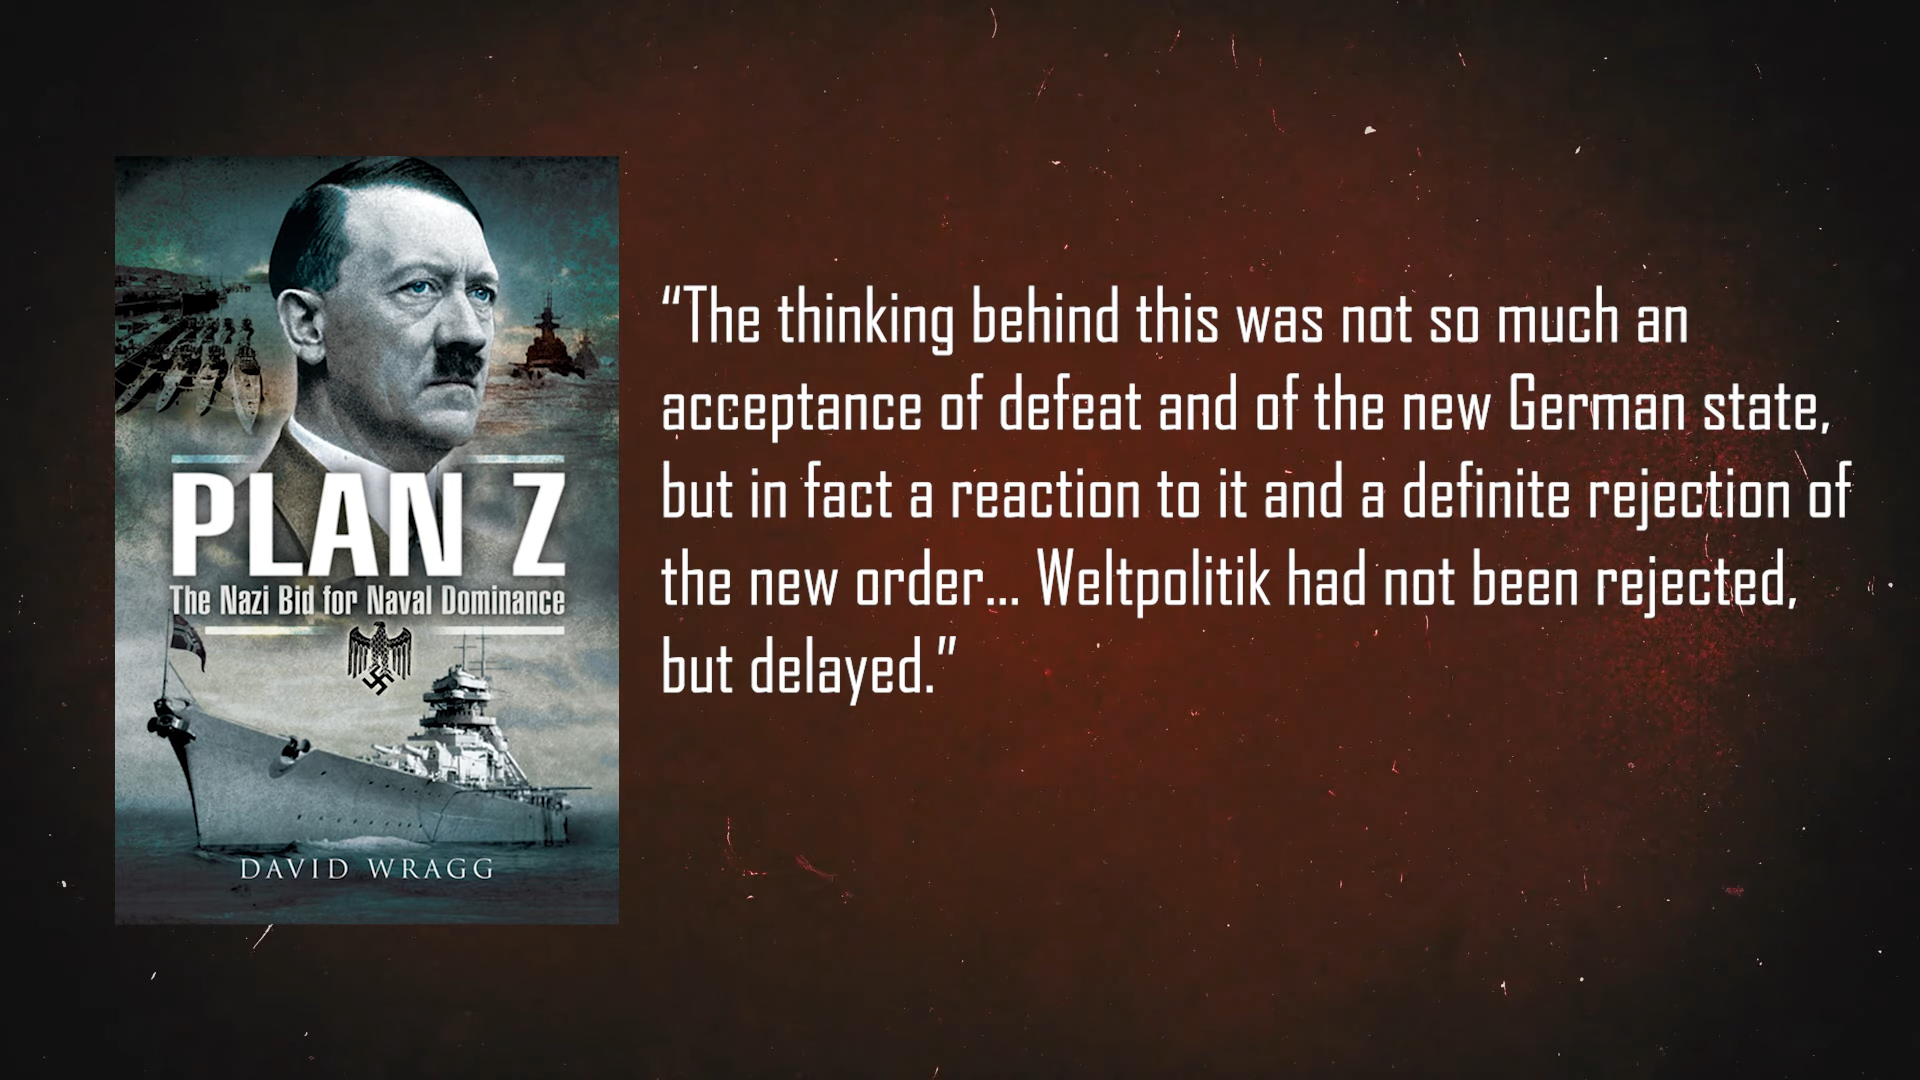 PLAN Z
The Nazi Bid for Naval Dominance
DAVID WRAGG
“The thinking behind this was not so much an
acceptance of defeat and of the new German state,
but in fact a reaction to it and a definite rejection of
the new order... Weltpolitik had not been rejected,
but delayed.”